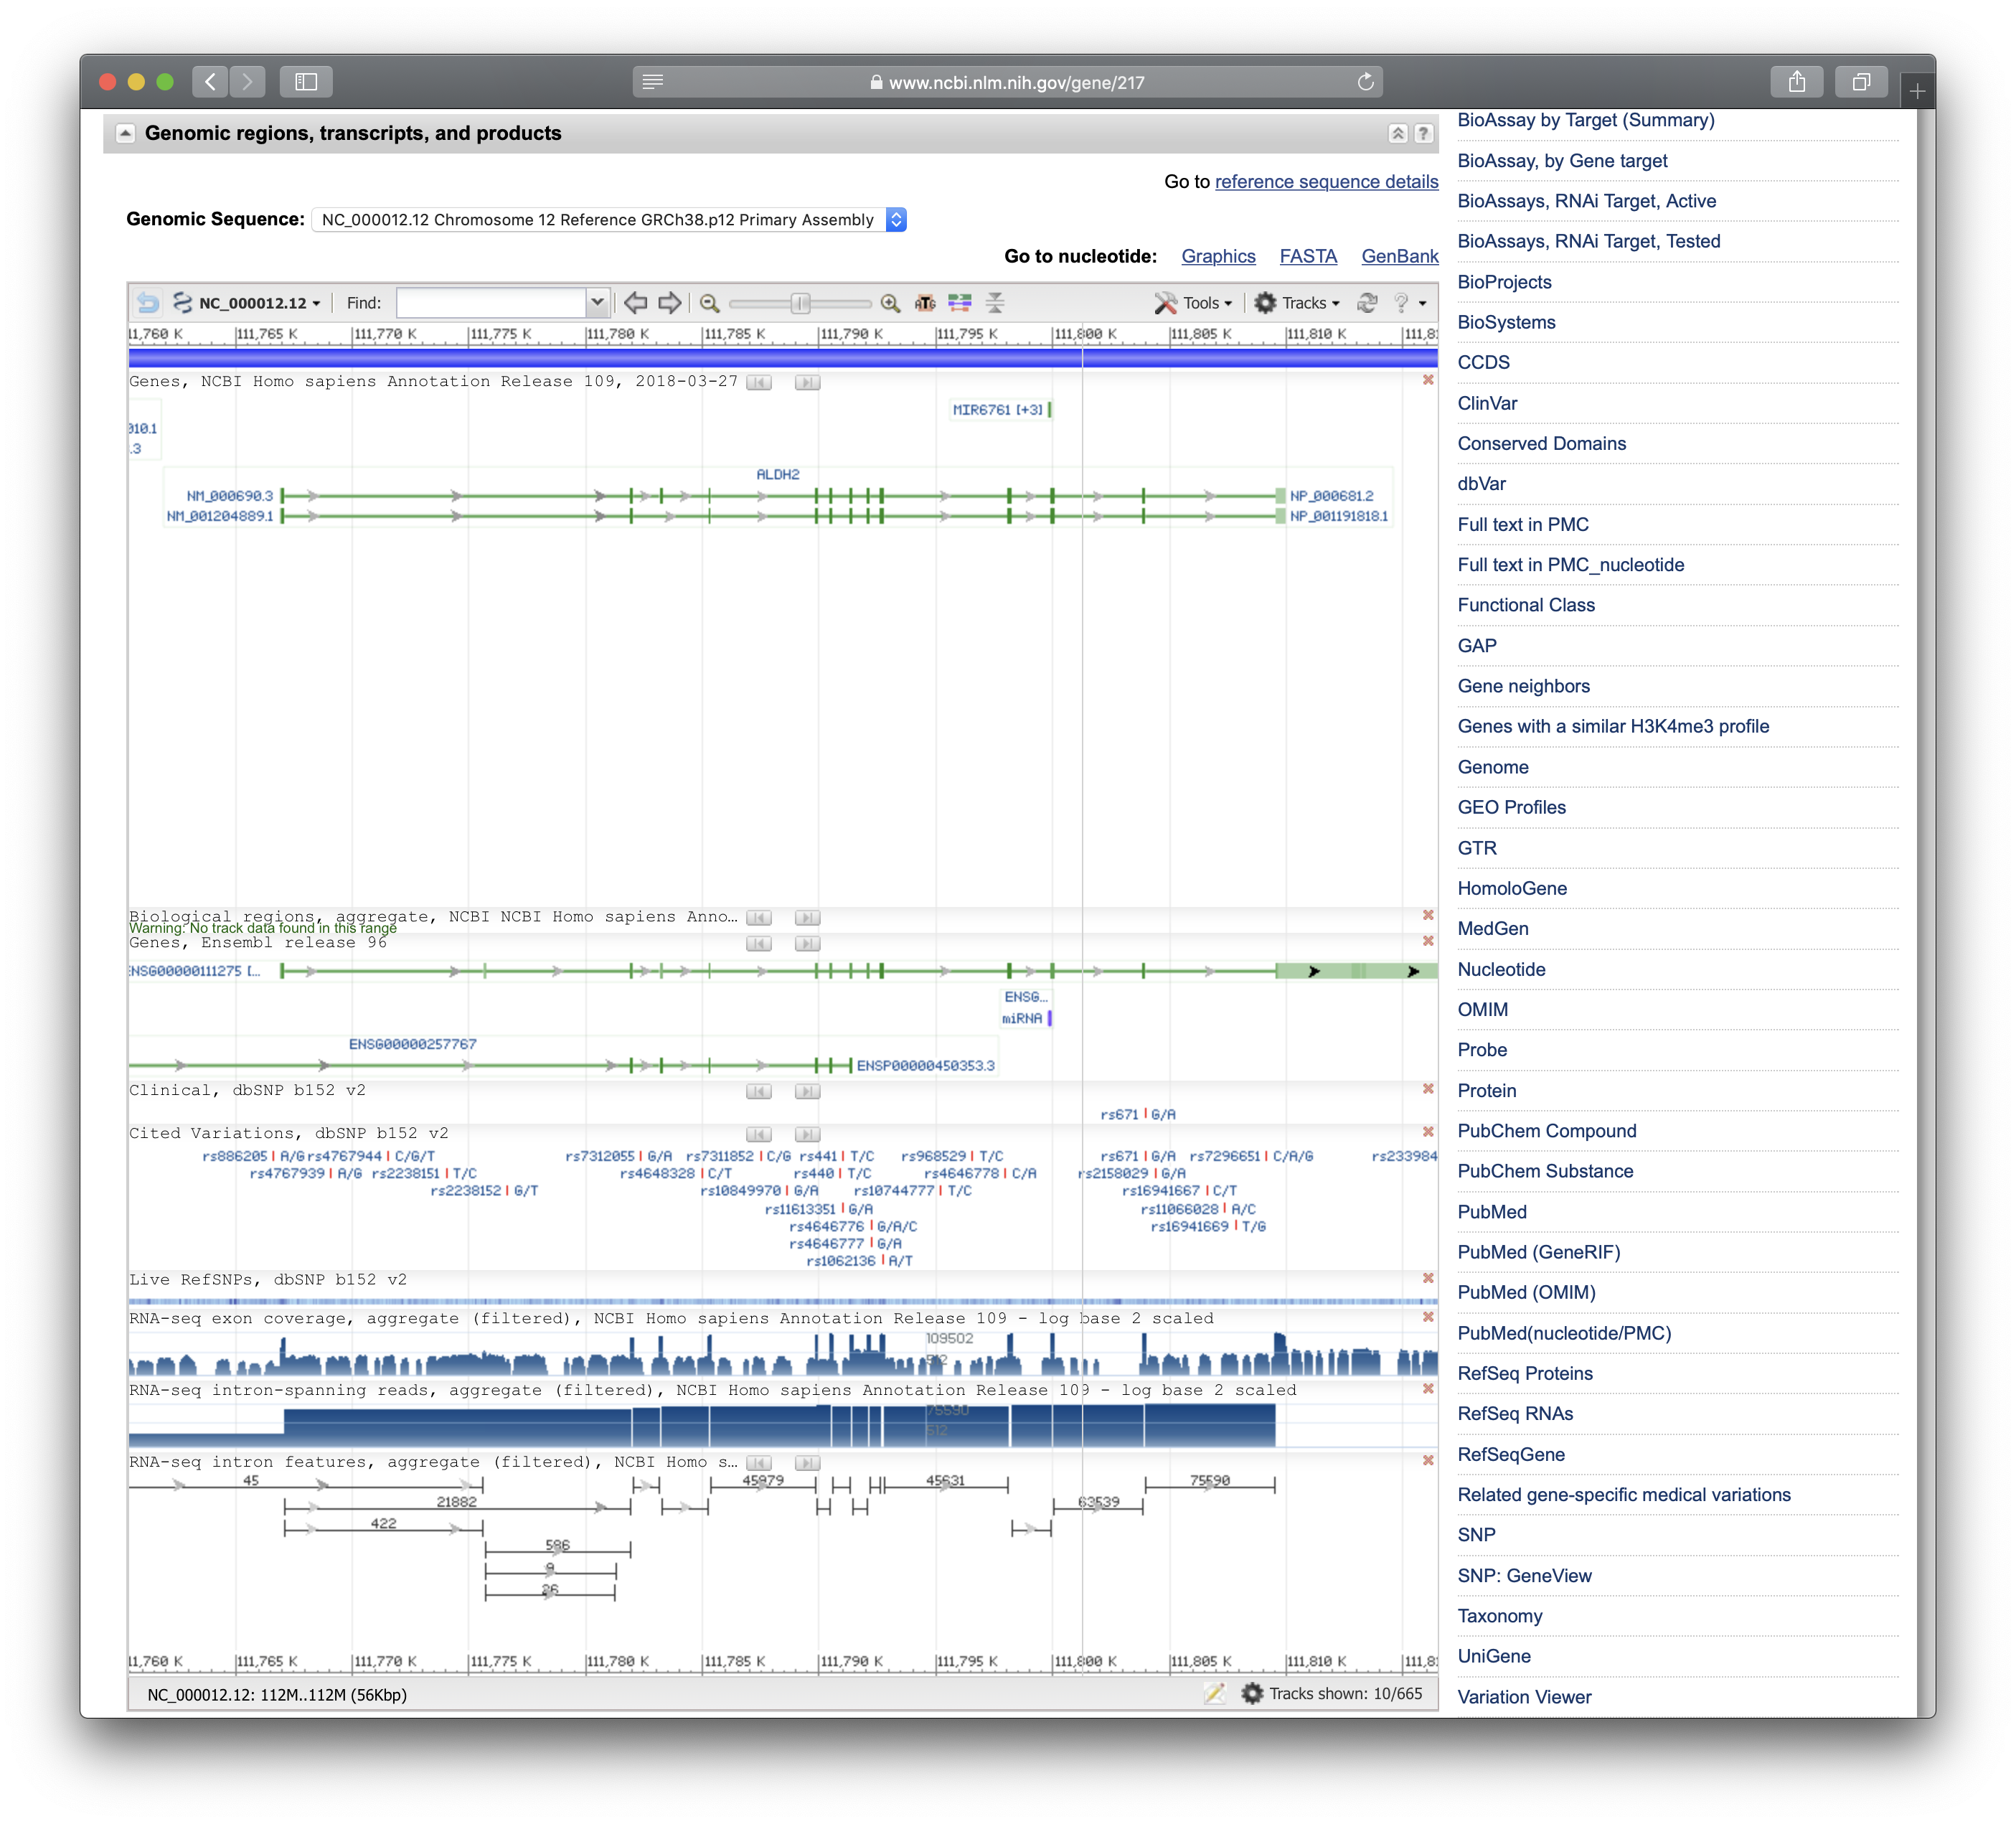 www.ncbi.nlm.nih.gov/gene/217
Genomic regions, transcripts, and products
Go to reference sequence details
Genomic Sequence: NC_000012.12 Chromosome 12 Reference GRCh38.p12 Primary Assembly
Go to nucleotide: Graphics FASTA GenBank
NC_000012.12 Find: ATG Tools Tracks ?
11,760 K 111,765 K 111,770 K 111,775 K 111,780 K 111,785 K 111,790 K 111,795 K 111,800 K 111,805 K 111,810 K 111,81
Genes, NCBI Homo sapiens Annotation Release 109, 2018-03-27
MIR6761 [+3]
010.1
.3
ALDH2
NM_000690.3 NP_000681.2
NM_001204889.1 NP_001191818.1
Biological regions, aggregate, NCBI NCBI Homo sapiens Anno…
Warning: No track data found in this range
Genes, Ensembl release 96
ENSG00000111275 [...
ENSG...
miRNA
ENSG00000257767
ENSP00000450353.3
Clinical, dbSNP b152 v2
rs671 G/A
Cited Variations, dbSNP b152 v2
rs886205 A/G rs4767944 C/G/T rs7312055 G/A rs7311852 C/G rs441 T/C rs968529 T/C rs671 G/A rs7296651 C/A/G rs233984
rs4767939 A/G rs2238151 T/C rs4648328 C/T rs440 T/C rs4646778 C/A rs2158029 G/A
rs2238152 G/T rs10849970 G/A rs10744777 T/C rs16941667 C/T
rs11613351 G/A rs11066028 A/C
rs4646776 G/A/C rs16941669 T/G
rs4646777 G/A
rs1062136 A/T
Live RefSNPs, dbSNP b152 v2
RNA-seq exon coverage, aggregate (filtered), NCBI Homo sapiens Annotation Release 109 - log base 2 scaled
109502
512
RNA-seq intron-spanning reads, aggregate (filtered), NCBI Homo sapiens Annotation Release 109 - log base 2 scaled
75590
512
RNA-seq intron features, aggregate (filtered), NCBI Homo s…
45 45979 45631 75590
21882 63539
422
586
9
26
11,760 K 111,765 K 111,770 K 111,775 K 111,780 K 111,785 K 111,790 K 111,795 K 111,800 K 111,805 K 111,810 K 111,81
NC_000012.12: 112M..112M (56Kbp) Tracks shown: 10/665
BioAssay by Target (Summary)
BioAssay, by Gene target
BioAssays, RNAi Target, Active
BioAssays, RNAi Target, Tested
BioProjects
BioSystems
CCDS
ClinVar
Conserved Domains
dbVar
Full text in PMC
Full text in PMC_nucleotide
Functional Class
GAP
Gene neighbors
Genes with a similar H3K4me3 profile
Genome
GEO Profiles
GTR
HomoloGene
MedGen
Nucleotide
OMIM
Probe
Protein
PubChem Compound
PubChem Substance
PubMed
PubMed (GeneRIF)
PubMed (OMIM)
PubMed(nucleotide/PMC)
RefSeq Proteins
RefSeq RNAs
RefSeqGene
Related gene-specific medical variations
SNP
SNP: GeneView
Taxonomy
UniGene
Variation Viewer